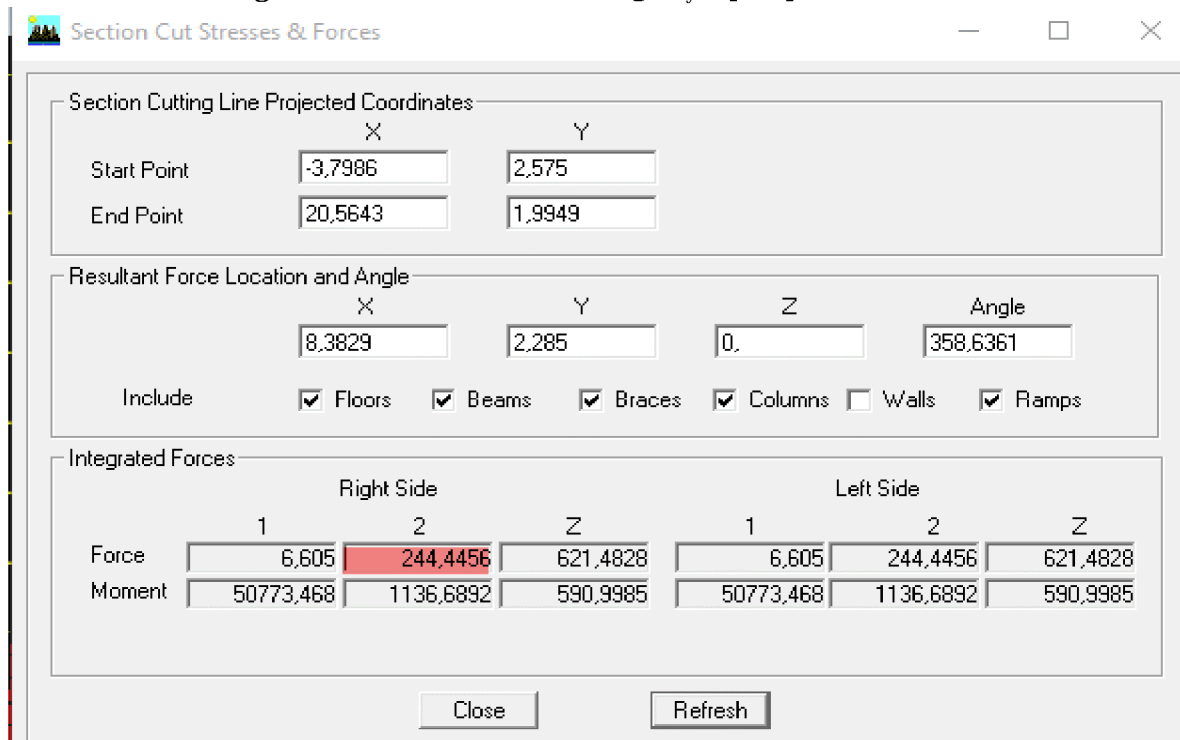 Section Cut Stresses & Forces
Section Cutting Line Projected Coordinates
X Y
Start Point -3,7986 2,575
End Point 20,5643 1,9949
Resultant Force Location and Angle
X Y Z Angle
8,3829 2,285 0, 358,6361
Include Floors Beams Braces Columns Walls Ramps
Integrated Forces
Right Side Left Side
1 2 Z 1 2 Z
Force 6,605 244,4456 621,4828 6,605 244,4456 621,4828
Moment 50773,468 1136,6892 590,9985 50773,468 1136,6892 590,9985
Close Refresh